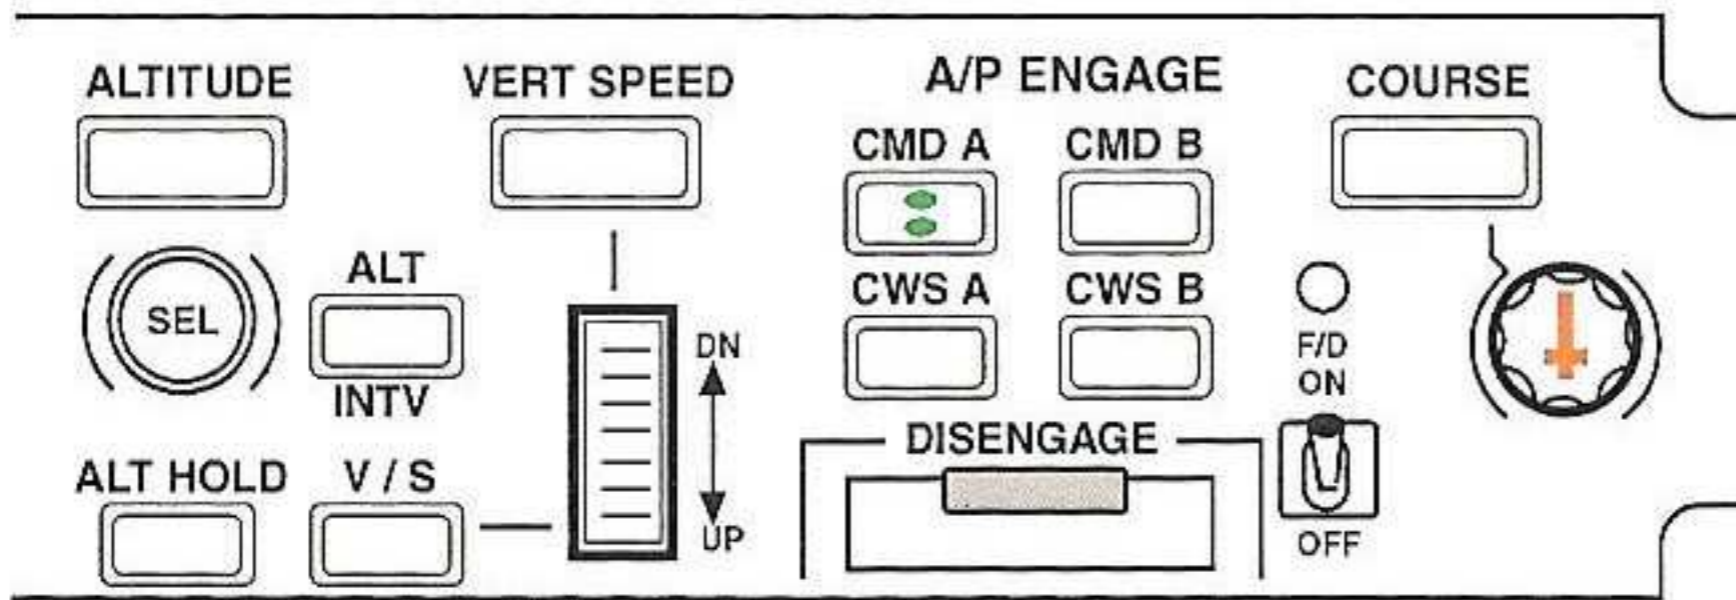 ALTITUDE
VERT SPEED
A/P ENGAGE
COURSE
CMD A
CMD B
SEL
ALT
INTV
CWS A
CWS B
DN
UP
F/D
ON
OFF
DISENGAGE
ALT HOLD
V / S